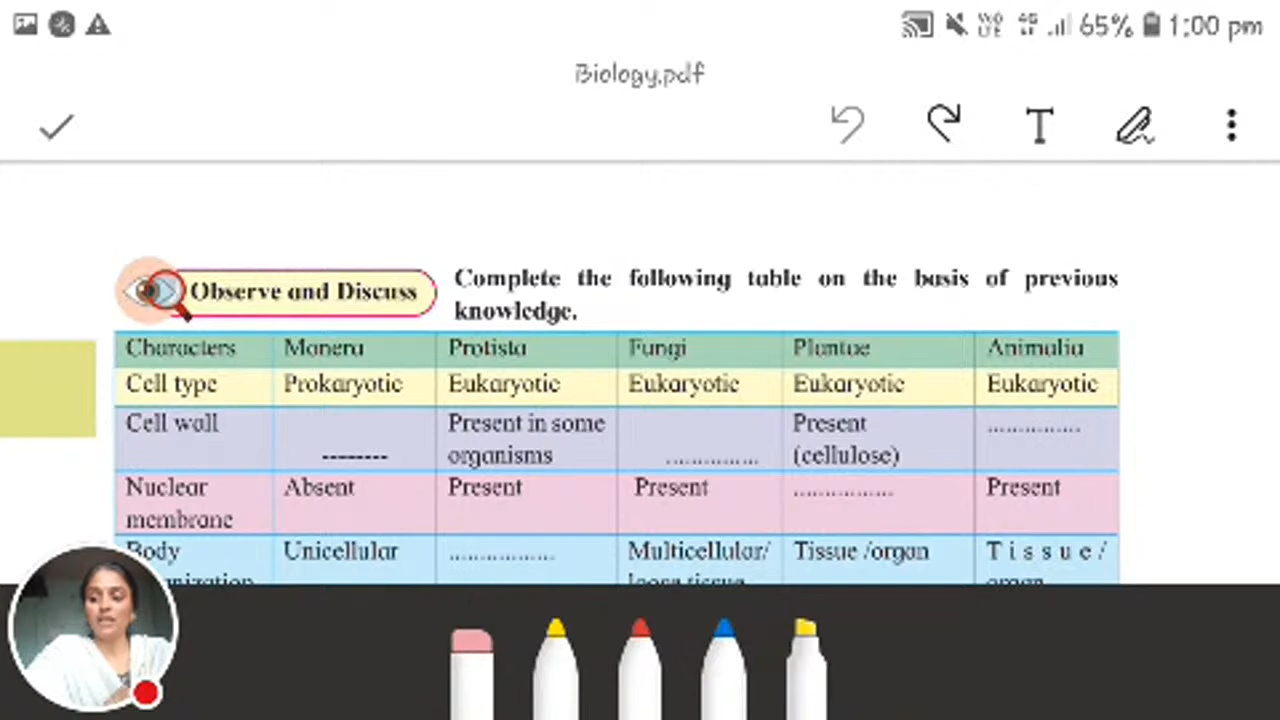 65% 1:00 pm
Biology.pdf
T
Observe and Discuss
Complete the following table on the basis of previous
knowledge.
Characters Monera Protista Fungi Plantae Animalia
Cell type Prokaryotic Eukaryotic Eukaryotic Eukaryotic Eukaryotic
Cell wall Present in some Present ...............
-------- organisms ............... (cellulose)
Nuclear Absent Present Present ................ Present
membrane
Body Unicellular ................. Multicellular/ Tissue /organ T i s s u e /